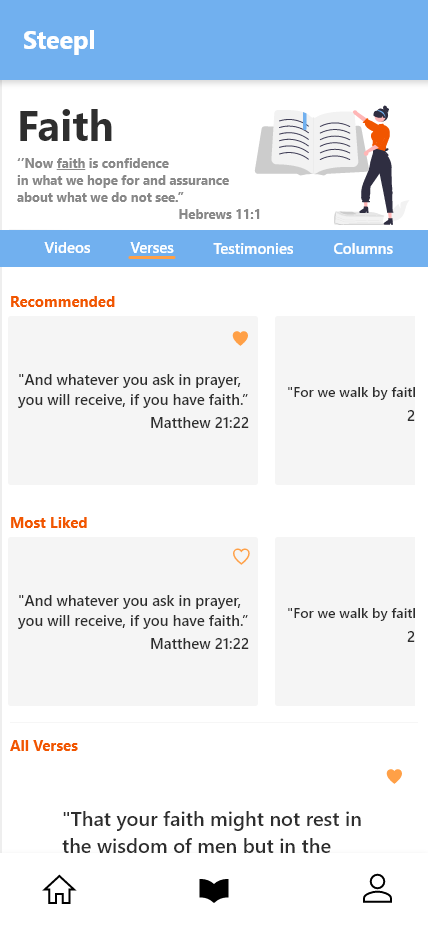 Steepl
Faith
‘‘Now faith is confidence
in what we hope for and assurance
about what we do not see.”
Hebrews 11:1
Videos Verses Testimonies Columns
Recommended
"And whatever you ask in prayer,
you will receive, if you have faith.”
Matthew 21:22
"For we walk by faith
2
Most Liked
"And whatever you ask in prayer,
you will receive, if you have faith.”
Matthew 21:22
"For we walk by faith
2
All Verses
"That your faith might not rest in
the wisdom of men but in the